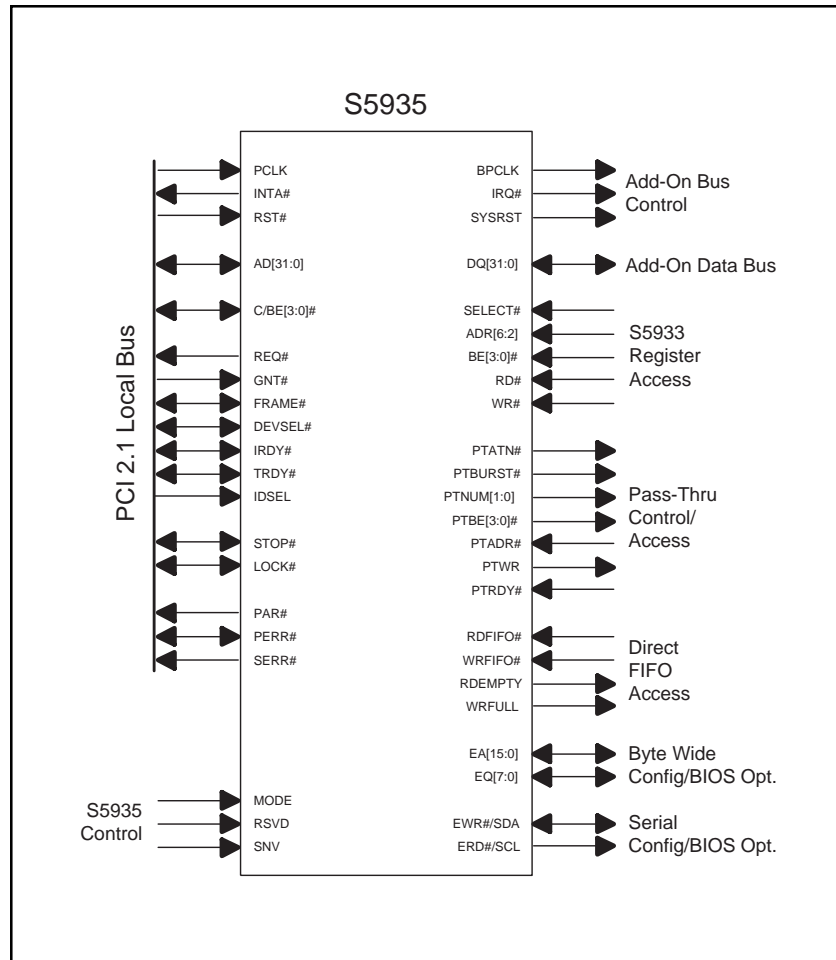 S5935
PCI 2.1 Local Bus
PCLK
INTA#
RST#
AD[31:0]
C/BE[3:0]#
REQ#
GNT#
FRAME#
DEVSEL#
IRDY#
TRDY#
IDSEL
STOP#
LOCK#
PAR#
PERR#
SERR#
S5935
Control
MODE
RSVD
SNV
BPCLK
IRQ#
SYSRST
Add-On Bus
Control
DQ[31:0]
Add-On Data Bus
SELECT#
ADR[6:2]
BE[3:0]#
RD#
WR#
S5933
Register
Access
PTATN#
PTBURST#
PTNUM[1:0]
PTBE[3:0]#
PTADR#
PTWR
PTRDY#
Pass-Thru
Control/
Access
RDFIFO#
WRFIFO#
RDEMPTY
WRFULL
Direct
FIFO
Access
EA[15:0]
EQ[7:0]
Byte Wide
Config/BIOS Opt.
EWR#/SDA
ERD#/SCL
Serial
Config/BIOS Opt.